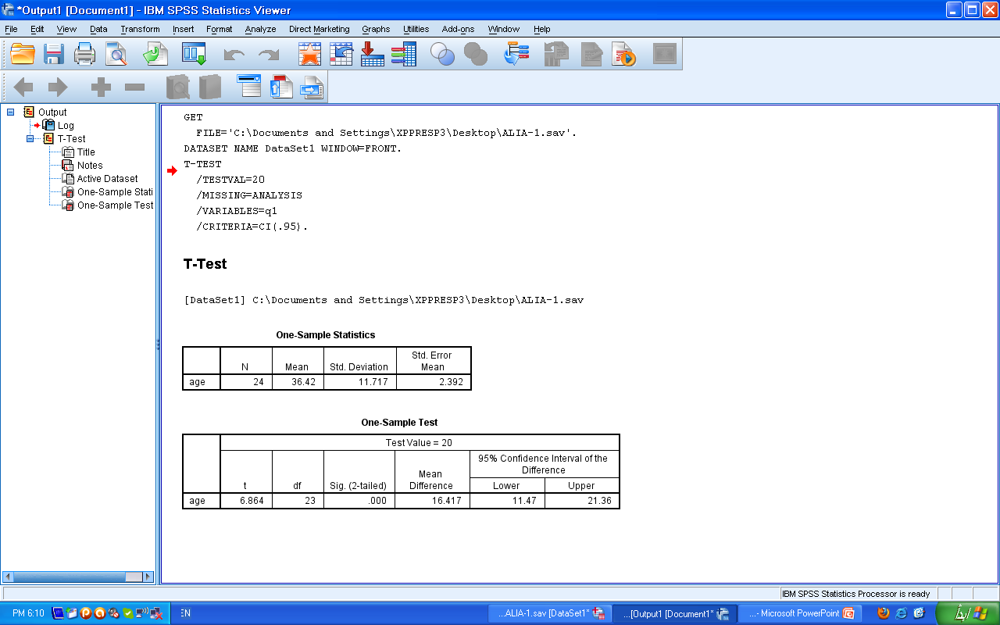 *Output1 [Document1] - IBM SPSS Statistics Viewer
File Edit View Data Transform Insert Format Analyze Direct Marketing Graphs Utilities Add-ons Window Help
Output
Log
T-Test
Title
Notes
Active Dataset
One-Sample Stati
One-Sample Test
GET
FILE='C:\Documents and Settings\XPPRESP3\Desktop\ALIA-1.sav'.
DATASET NAME DataSet1 WINDOW=FRONT.
T-TEST
/TESTVAL=20
/MISSING=ANALYSIS
/VARIABLES=q1
/CRITERIA=CI(.95).
T-Test
[DataSet1] C:\Documents and Settings\XPPRESP3\Desktop\ALIA-1.sav
One-Sample Statistics
N Mean Std. Deviation Std. Error Mean
age 24 36.42 11.717 2.392
One-Sample Test
Test Value = 20
t df Sig. (2-tailed) Mean Difference 95% Confidence Interval of the Difference
Lower Upper
age 6.864 23 .000 16.417 11.47 21.36
IBM SPSS Statistics Processor is ready
PM 6:10 EN ...ALIA-1.sav [DataSet1* ...[Output1 [Document1* ...- Microsoft PowerPoint ابدأ